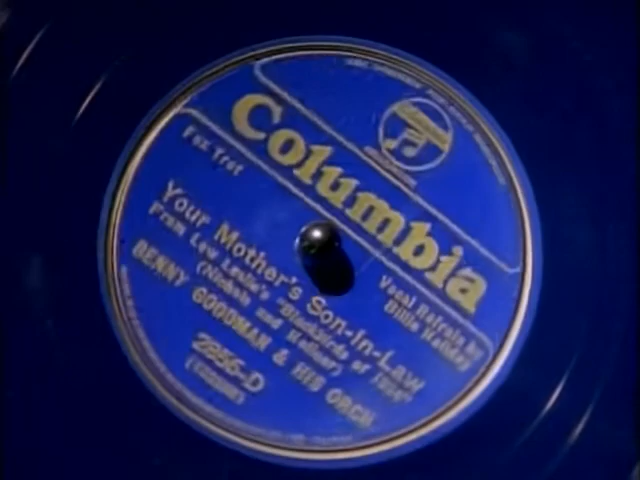 Columbia
Fox Trot
Vocal Refrain by
Billie Holiday
Your Mother's Son-In-Law
From Lew Leslie's "Blackbirds of 1934"
(Nichols and Holiner)
BENNY GOODMAN & HIS ORCH
2856-D